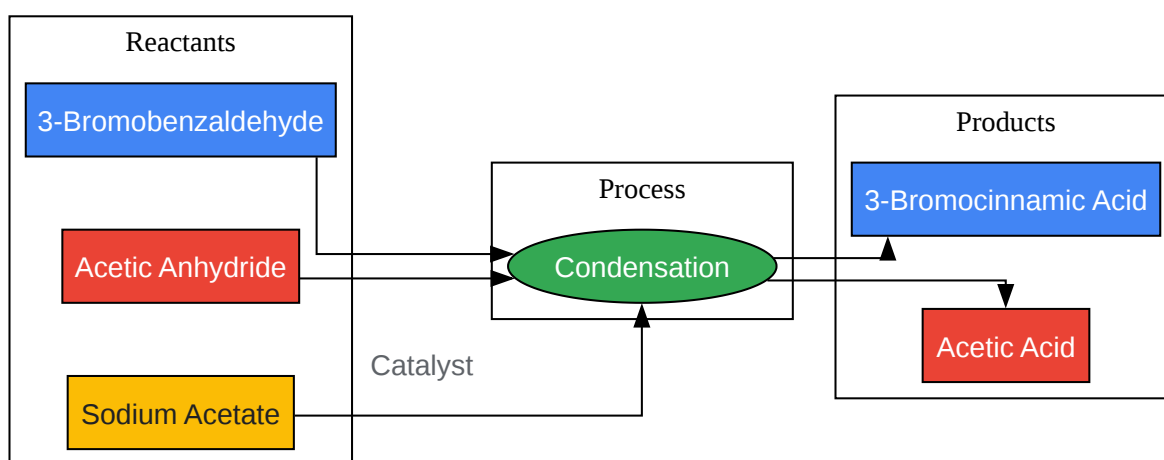 Reactants
3-Bromobenzaldehyde
Acetic Anhydride
Sodium Acetate
Catalyst
Process
Condensation
Products
3-Bromocinnamic Acid
Acetic Acid